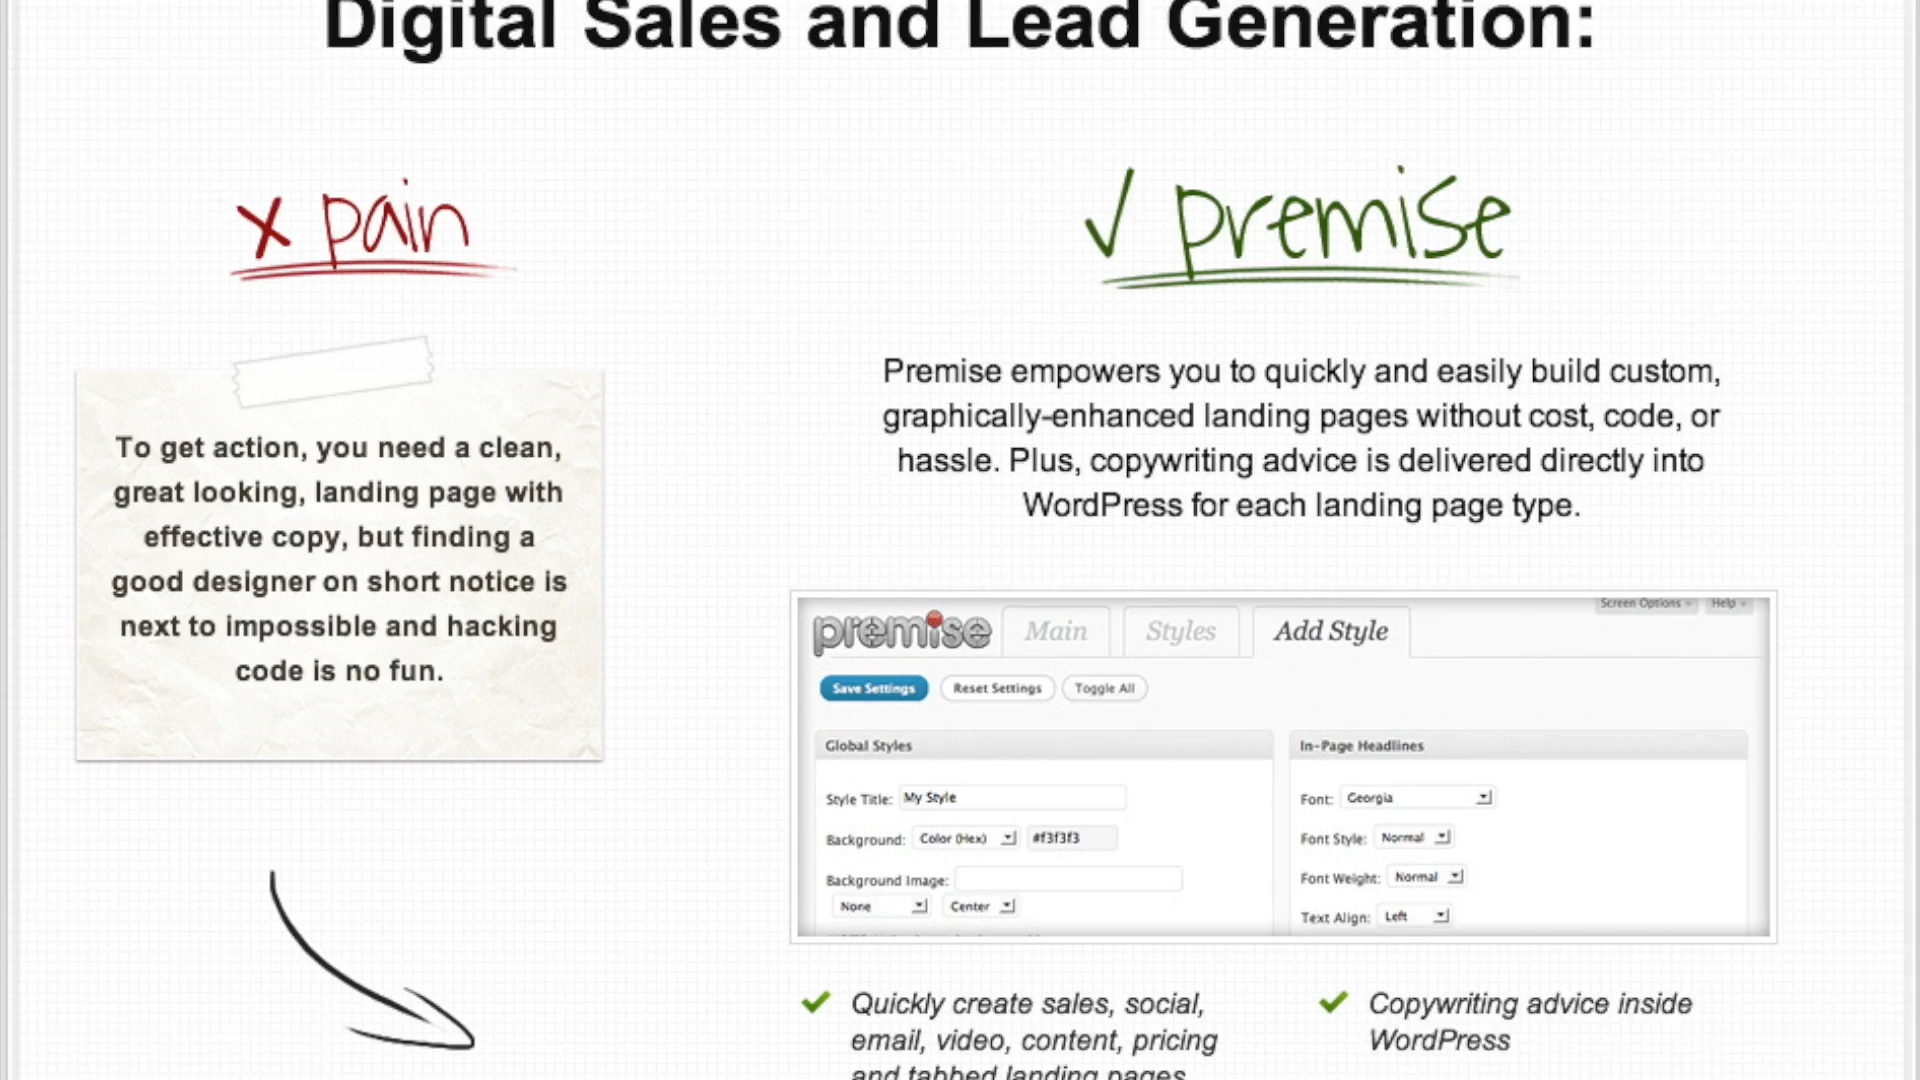 Digital Sales and Lead Generation:
x pain
√ premise
To get action, you need a clean,
great looking, landing page with
effective copy, but finding a
good designer on short notice is
next to impossible and hacking
code is no fun.
Premise empowers you to quickly and easily build custom,
graphically-enhanced landing pages without cost, code, or
hassle. Plus, copywriting advice is delivered directly into
WordPress for each landing page type.
Screen Options Help
premise Main Styles Add Style
Save Settings Reset Settings Toggle All
Global Styles
Style Title: My Style
Background: Color (Hex) #f3f3f3
Background Image:
None Center
In-Page Headlines
Font: Georgia
Font Style: Normal
Font Weight: Normal
Text Align: Left
Quickly create sales, social,
email, video, content, pricing
and tabbed landing pages
Copywriting advice inside
WordPress